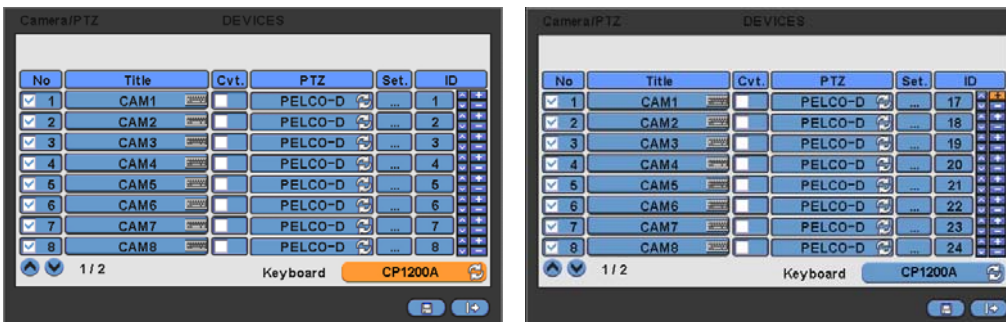 Camera/PTZ DEVICES
No Title Cvt. PTZ Set. ID
1 CAM1 PELCO-D ... 1
2 CAM2 PELCO-D ... 2
3 CAM3 PELCO-D ... 3
4 CAM4 PELCO-D ... 4
5 CAM5 PELCO-D ... 5
6 CAM6 PELCO-D ... 6
7 CAM7 PELCO-D ... 7
8 CAM8 PELCO-D ... 8
1/2 Keyboard CP1200A
Camera/PTZ DEVICES
No Title Cvt. PTZ Set. ID
1 CAM1 PELCO-D ... 17
2 CAM2 PELCO-D ... 18
3 CAM3 PELCO-D ... 19
4 CAM4 PELCO-D ... 20
5 CAM5 PELCO-D ... 21
6 CAM6 PELCO-D ... 22
7 CAM7 PELCO-D ... 23
8 CAM8 PELCO-D ... 24
1/2 Keyboard CP1200A